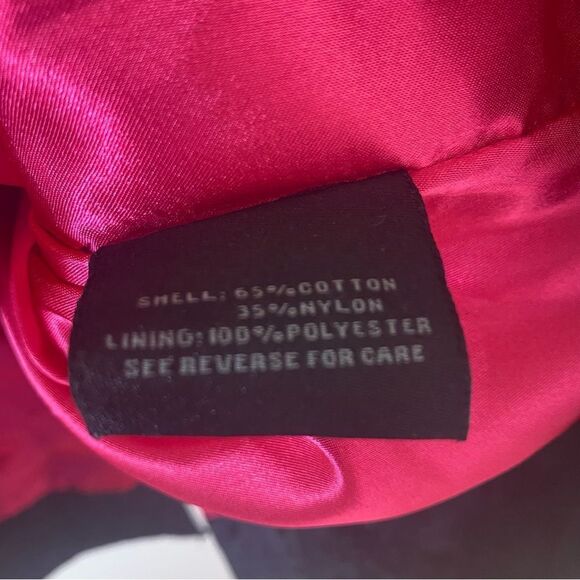 SHELL: 65%COTTON
35%NYLON
LINING:100%POLYESTER
SEE REVERSE FOR CARE